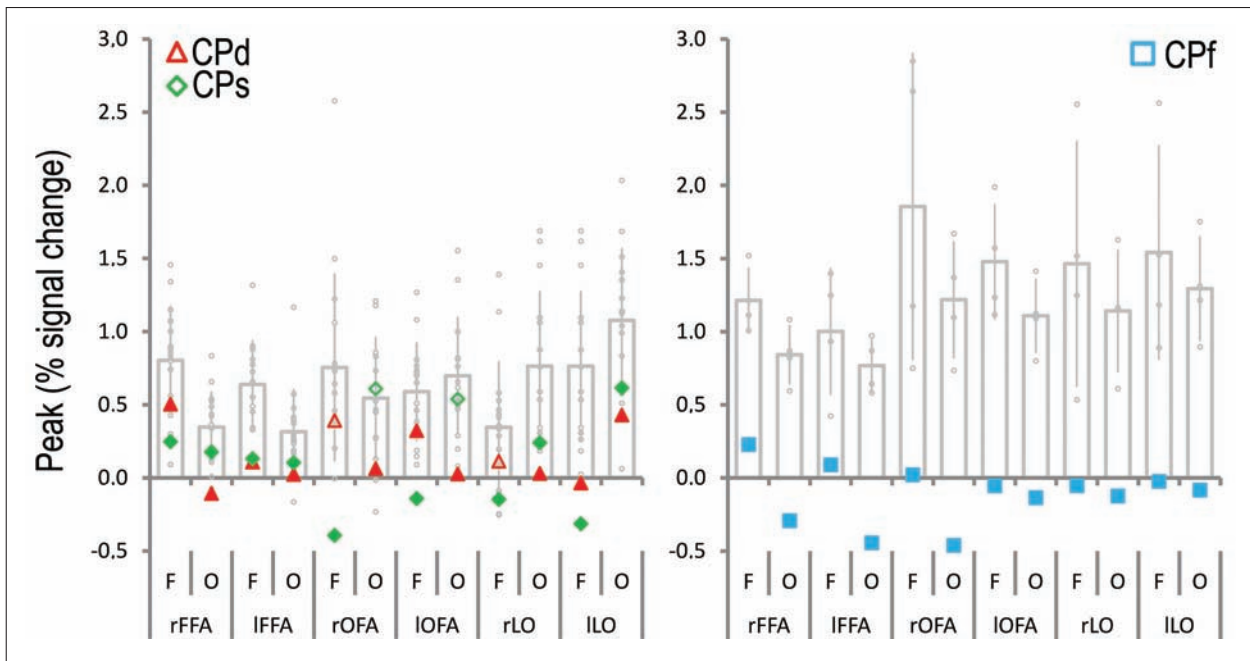 CPd
CPs
CPf
Peak (% signal change)
3.0
2.5
2.0
1.5
1.0
0.5
0.0
-0.5
3.0
2.5
2.0
1.5
1.0
0.5
0.0
-0.5
F O F O F O F O F O F O
rFFA lFFA rOFA lOFA rLO lLO
F O F O F O F O F O F O
rFFA lFFA rOFA lOFA rLO lLO